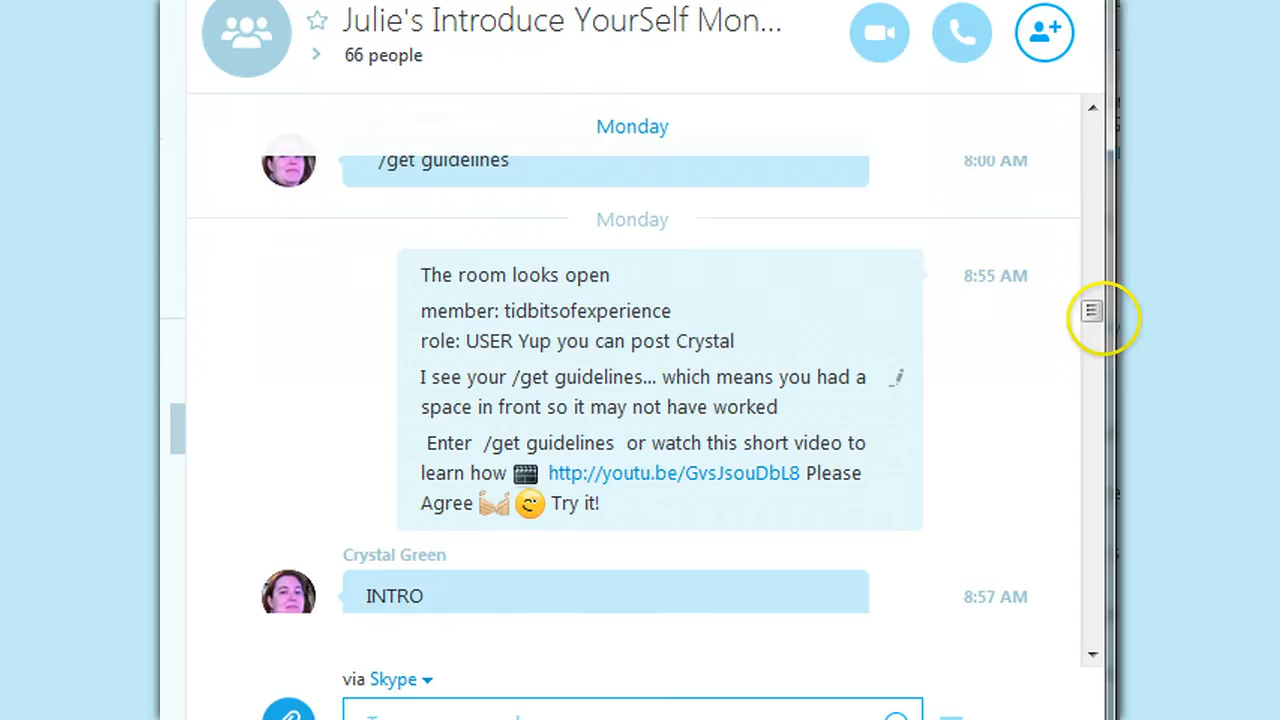 Julie's Introduce YourSelf Mon...
66 people
Monday
/get guidelines
8:00 AM
Monday
The room looks open
8:55 AM
member: tidbitsofexperience
role: USER Yup you can post Crystal
I see your /get guidelines... which means you had a
space in front so it may not have worked
Enter /get guidelines or watch this short video to
learn how http://youtu.be/GvsJsouDbL8 Please
Agree Try it!
Crystal Green
INTRO
8:57 AM
via Skype